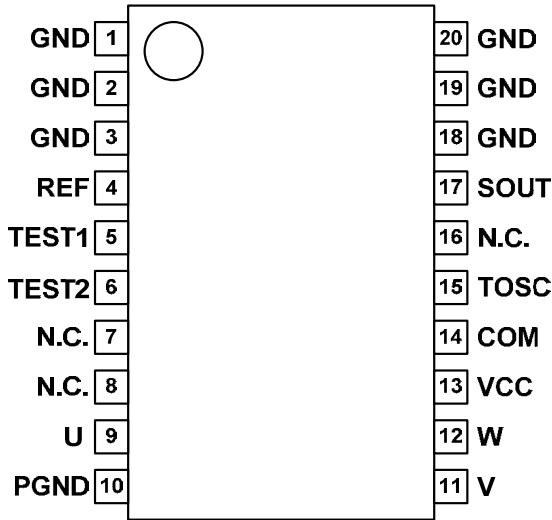 GND 1 20 GND
GND 2 19 GND
GND 3 18 GND
REF 4 17 SOUT
TEST1 5 16 N.C.
TEST2 6 15 TOSC
N.C. 7 14 COM
N.C. 8 13 VCC
U 9 12 W
PGND 10 11 V